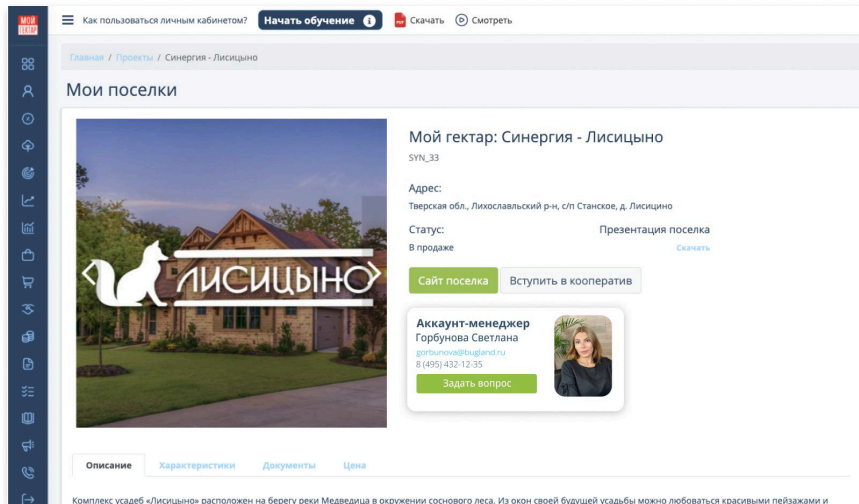 МОЙ ГЕКТАР
Как пользоваться личным кабинетом?
Начать обучение
PDF
Скачать
Смотреть
Главная / Проекты / Синергия - Лисицыно
Мои поселки
ЛИСИЦЫНО
Мой гектар: Синергия - Лисицыно
SYN_33
Адрес:
Тверская обл., Лихославльский р-н, с/п Станское, д. Лисицино
Статус:
Презентация поселка
В продаже
Скачать
Сайт поселка
Вступить в кооператив
Аккаунт-менеджер
Горбунова Светлана
gorbunova@bugland.ru
8 (495) 432-12-35
Задать вопрос
Описание
Характеристики
Документы
Цена
Комплекс усадеб «Лисицыно» расположен на берегу реки Медведица в окружении соснового леса. Из окон своей будущей усадьбы можно любоваться красивыми пейзажами и